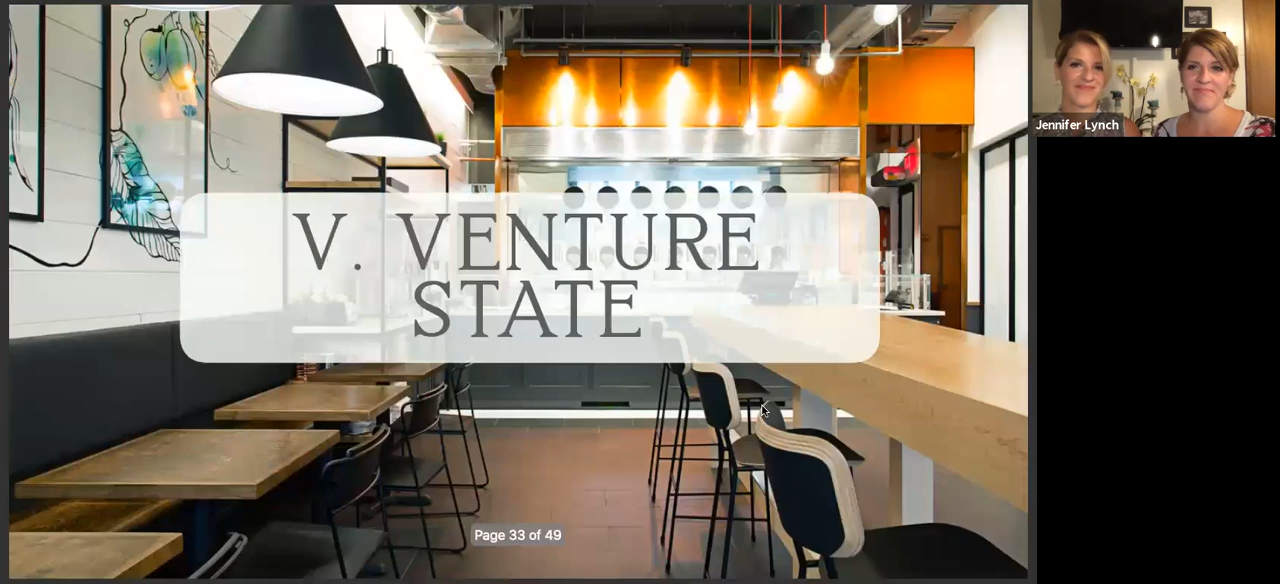 V. VENTURE
STATE
Page 33 of 49
Jennifer Lynch